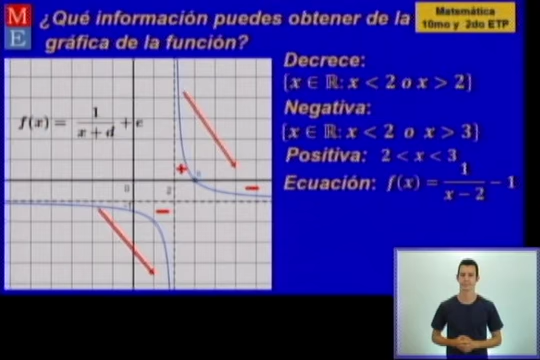 M
E
¿Qué información puedes obtener de la
gráfica de la función?
Matemática
10mo y 2do ETP
f(x) = 1/(x + d) + e
+
−
−
0
2
-1
Decrece:
{x ∈ ℝ: x < 2 o x > 2}
Negativa:
{x ∈ ℝ: x < 2 o x > 3}
Positiva: 2 < x < 3
Ecuación: f(x) = 1/(x − 2) − 1